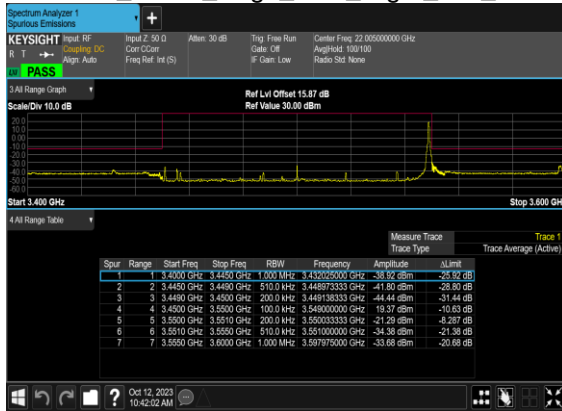 Spectrum Analyzer 1
Spurious Emissions
+
KEYSIGHT Input: RF Input Z: 50 Ω Atten: 30 dB Trig: Free Run Center Freq: 22.005000000 GHz
R T Coupling: DC Corr CCorr Gate: Off Avg|Hold: 100/100
Align: Auto Freq Ref: Int (S) IF Gain: Low Radio Std: None
PASS
3 All Range Graph
Ref Lvl Offset 15.87 dB
Scale/Div 10.0 dB Ref Value 30.00 dBm
20.0
10.0
0.00
-10.0
-20.0
-30.0
-40.0
-50.0
-60.0
Start 3.400 GHz Stop 3.600 GH
4 All Range Table
Measure Trace Trace 1
Trace Type Trace Average (Active)
Spur Range Start Freq Stop Freq RBW Frequency Amplitude ΔLimit
1 1 3.4000 GHz 3.4450 GHz 1.000 MHz 3.432025000 GHz -38.92 dBm -25.92 dB
2 2 3.4450 GHz 3.4490 GHz 510.0 kHz 3.448973333 GHz -41.80 dBm -28.80 dB
3 3 3.4490 GHz 3.4500 GHz 200.0 kHz 3.449138333 GHz -44.44 dBm -31.44 dB
4 4 3.4500 GHz 3.5500 GHz 100.0 kHz 3.549000000 GHz 19.37 dBm -10.63 dB
5 5 3.5500 GHz 3.5510 GHz 200.0 kHz 3.550033333 GHz -21.29 dBm -8.287 dB
6 6 3.5510 GHz 3.5550 GHz 510.0 kHz 3.551000000 GHz -34.38 dBm -21.38 dB
7 7 3.5550 GHz 3.6000 GHz 1.000 MHz 3.597975000 GHz -33.68 dBm -20.68 dB
? Oct 12, 2023
10:42:02 AM